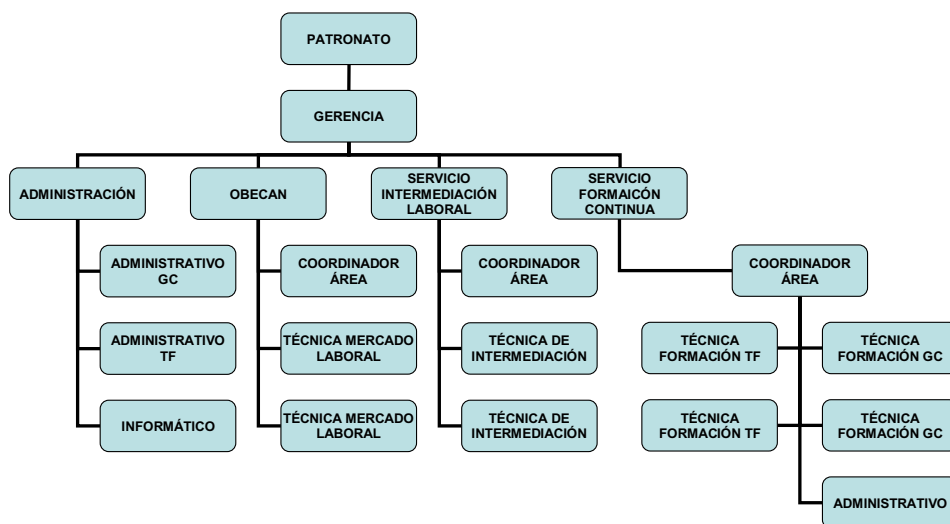 PATRONATO
GERENCIA
ADMINISTRACIÓN
OBECAN
SERVICIO
INTERMEDIACIÓN
LABORAL
SERVICIO
FORMAICÓN
CONTINUA
ADMINISTRATIVO
GC
COORDINADOR
ÁREA
COORDINADOR
ÁREA
COORDINADOR
ÁREA
ADMINISTRATIVO
TF
TÉCNICA MERCADO
LABORAL
TÉCNICA DE
INTERMEDIACIÓN
TÉCNICA
FORMACIÓN TF
TÉCNICA
FORMACIÓN GC
INFORMÁTICO
TÉCNICA MERCADO
LABORAL
TÉCNICA DE
INTERMEDIACIÓN
TÉCNICA
FORMACIÓN TF
TÉCNICA
FORMACIÓN GC
ADMINISTRATIVO